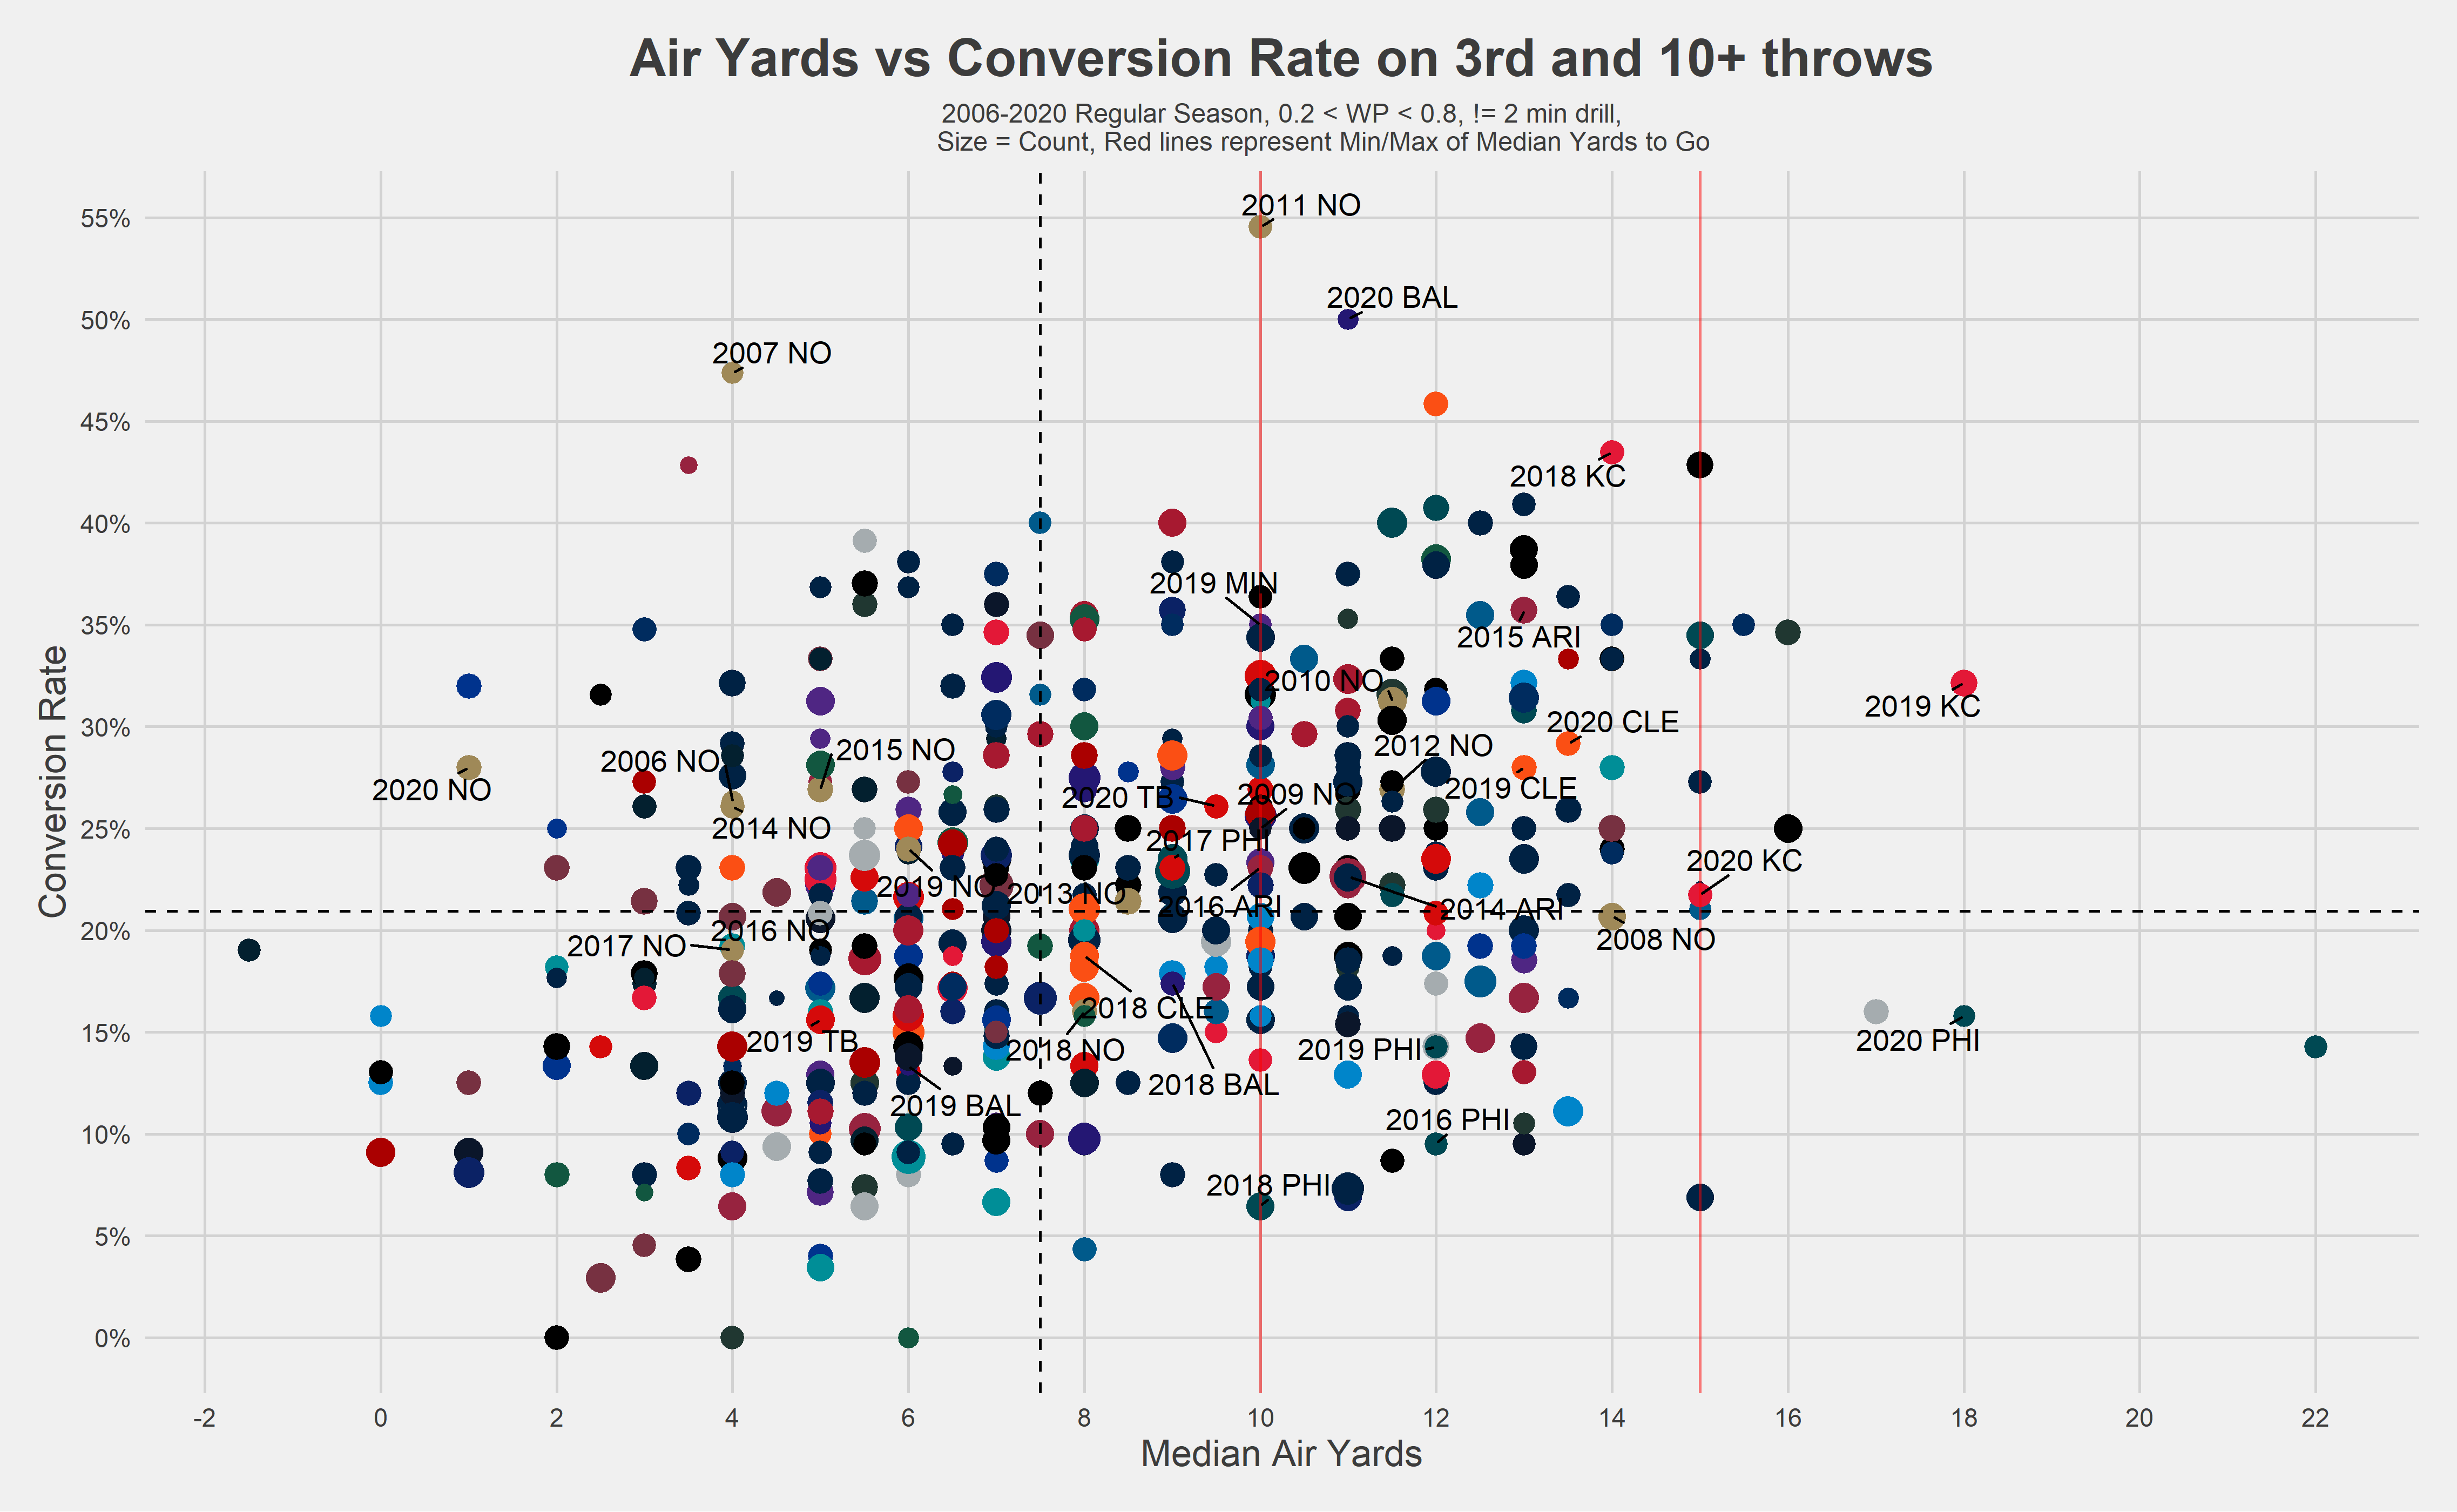 Air Yards vs Conversion Rate on 3rd and 10+ throws
2006-2020 Regular Season, 0.2 < WP < 0.8, != 2 min drill,
Size = Count, Red lines represent Min/Max of Median Yards to Go
Conversion Rate
55%
50%
45%
40%
35%
30%
25%
20%
15%
10%
5%
0%
2011 NO
2020 BAL
2007 NO
2018 KC
2019 MIN
2015 ARI
2010 NO
2019 KC
2020 CLE
2012 NO
2015 NO
2006 NO
2020 NO
2019 CLE
2020 TB
2009 NO
2014 NO
2017 PHI
2020 KC
2019 NO
2013 NO
2016 ARI
2014 ARI
2016 NO
2017 NO
2008 NO
2018 CLE
2019 TB
2018 NO
2019 PHI
2020 PHI
2018 BAL
2019 BAL
2016 PHI
2018 PHI
-2 0 2 4 6 8 10 12 14 16 18 20 22
Median Air Yards